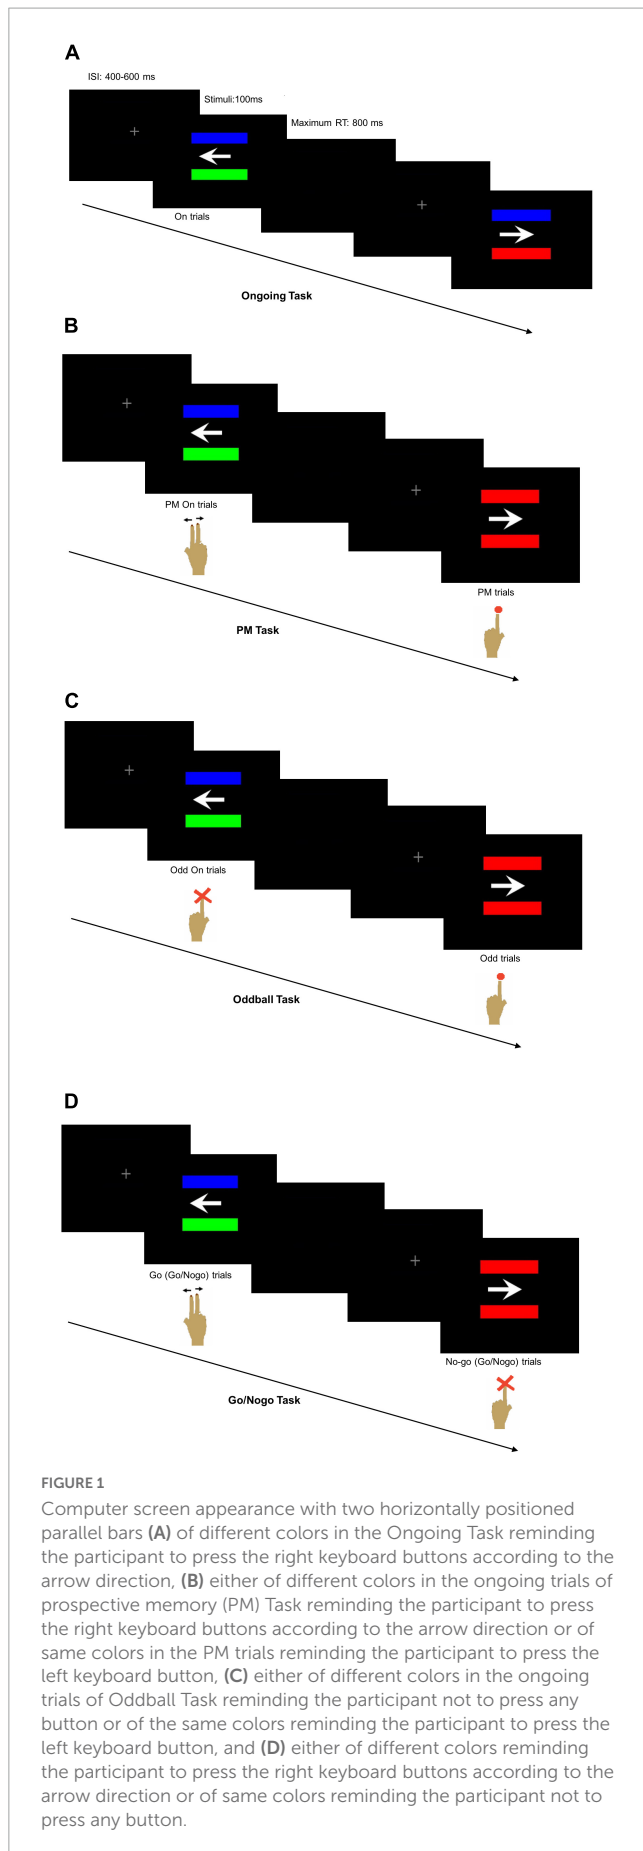 A
ISI: 400-600 ms
Stimuli:100ms
Maximum RT: 800 ms
On trials
Ongoing Task
B
PM On trials
PM trials
PM Task
C
Odd On trials
Odd trials
Oddball Task
D
Go (Go/Nogo) trials
No-go (Go/Nogo) trials
Go/Nogo Task
FIGURE 1
Computer screen appearance with two horizontally positioned
parallel bars (A) of different colors in the Ongoing Task reminding
the participant to press the right keyboard buttons according to the
arrow direction, (B) either of different colors in the ongoing trials of
prospective memory (PM) Task reminding the participant to press
the right keyboard buttons according to the arrow direction or of
same colors in the PM trials reminding the participant to press the
left keyboard button, (C) either of different colors in the ongoing
trials of Oddball Task reminding the participant not to press any
button or of the same colors reminding the participant to press the
left keyboard button, and (D) either of different colors reminding
the participant to press the right keyboard buttons according to the
arrow direction or of same colors reminding the participant not to
press any button.